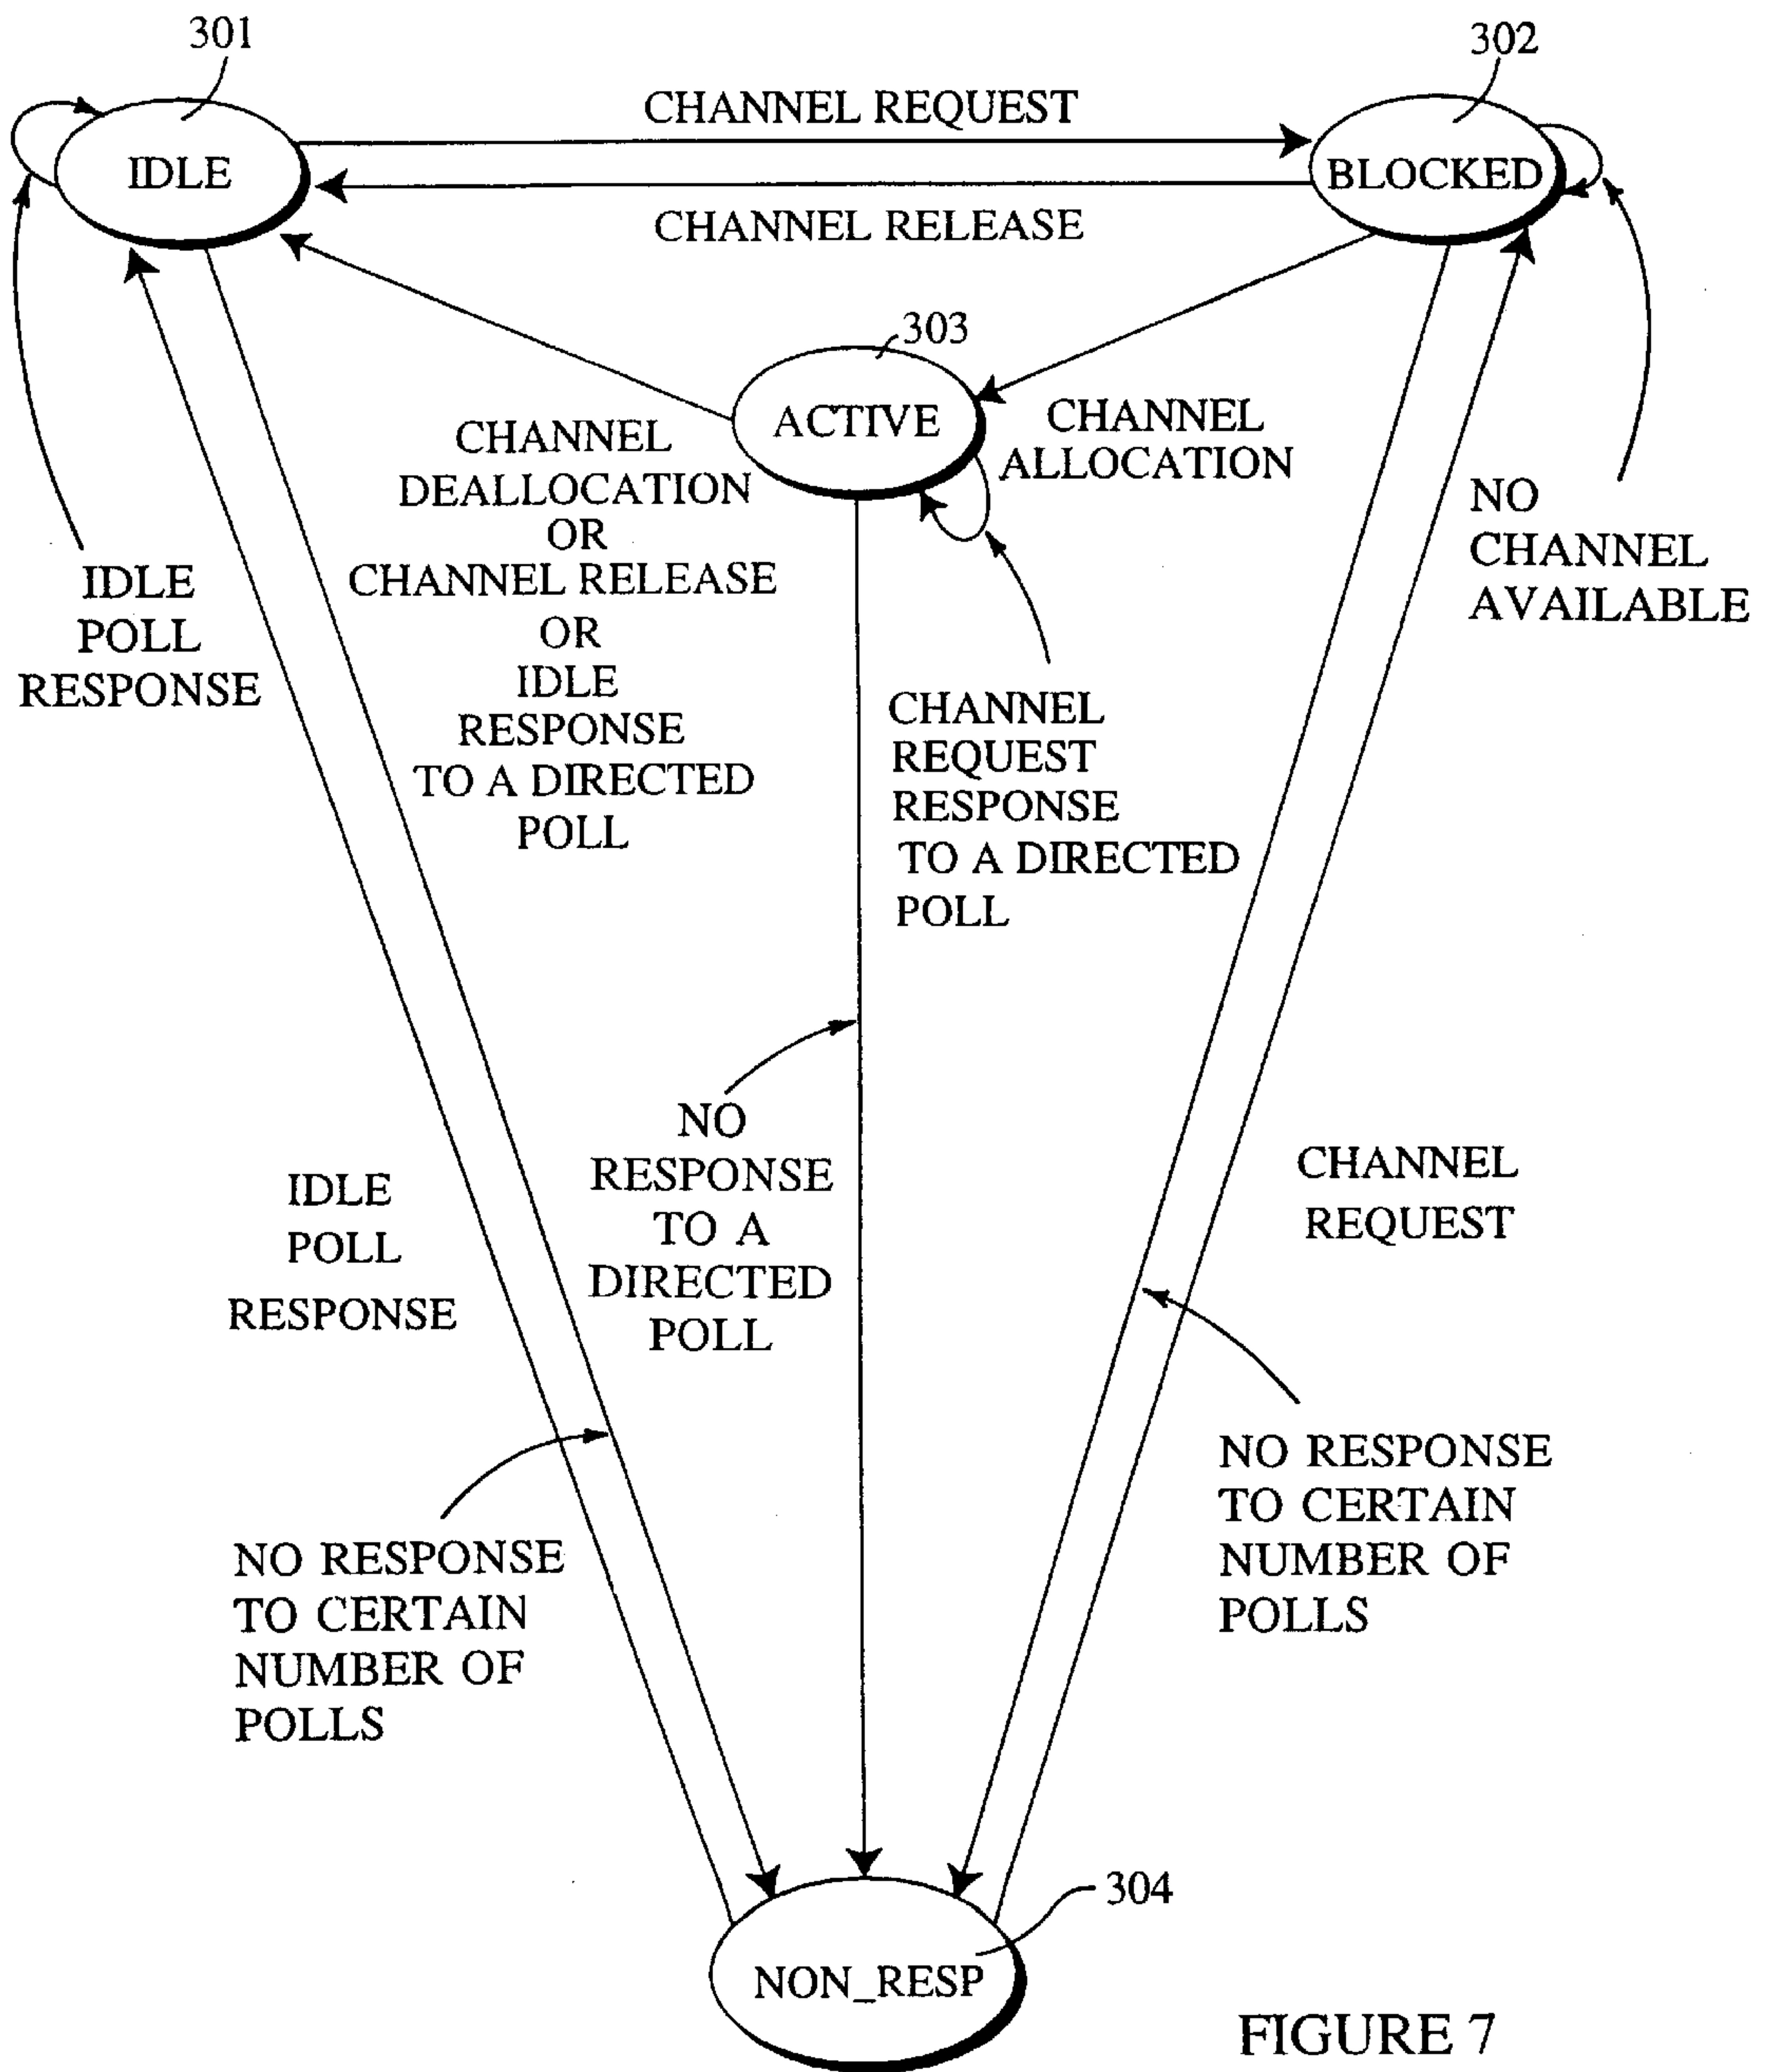 301
302
CHANNEL REQUEST
IDLE
BLOCKED
CHANNEL RELEASE
303
ACTIVE
CHANNEL
ALLOCATION
CHANNEL
DEALLOCATION
OR
CHANNEL RELEASE
OR
IDLE
RESPONSE
TO A DIRECTED
POLL
NO
CHANNEL
AVAILABLE
IDLE
POLL
RESPONSE
CHANNEL
REQUEST
RESPONSE
TO A DIRECTED
POLL
NO
RESPONSE
TO A
DIRECTED
POLL
CHANNEL
REQUEST
IDLE
POLL
RESPONSE
NO RESPONSE
TO CERTAIN
NUMBER OF
POLLS
NO RESPONSE
TO CERTAIN
NUMBER OF
POLLS
304
NON_RESP
FIGURE 7